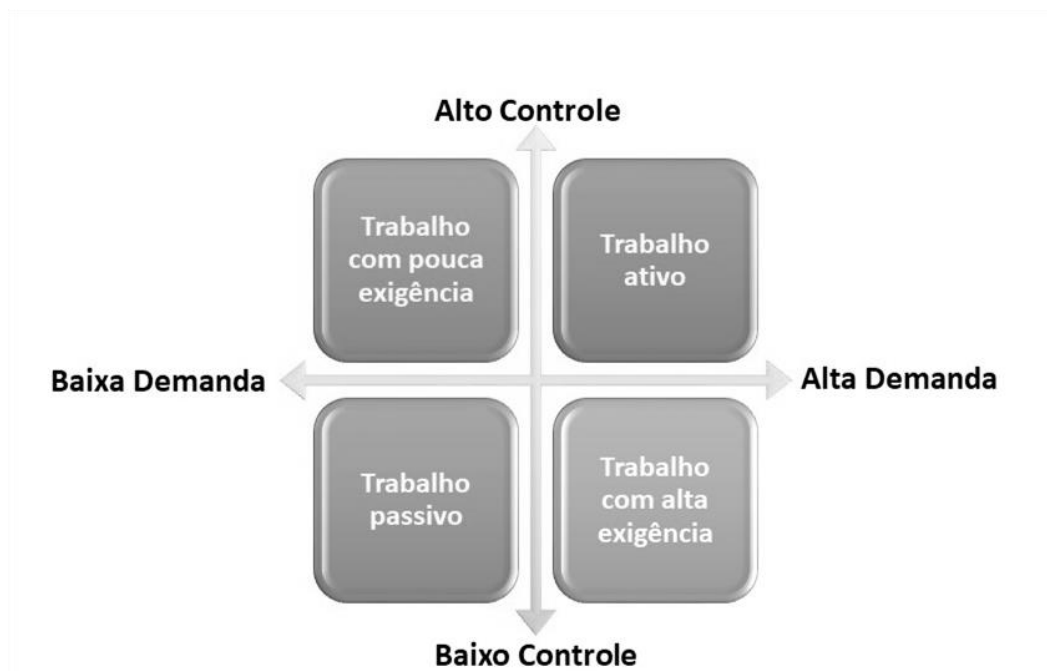 Alto Controle
Trabalho
com pouca
exigência
Trabalho
ativo
Baixa Demanda
Alta Demanda
Trabalho
passivo
Trabalho
com alta
exigência
Baixo Controle